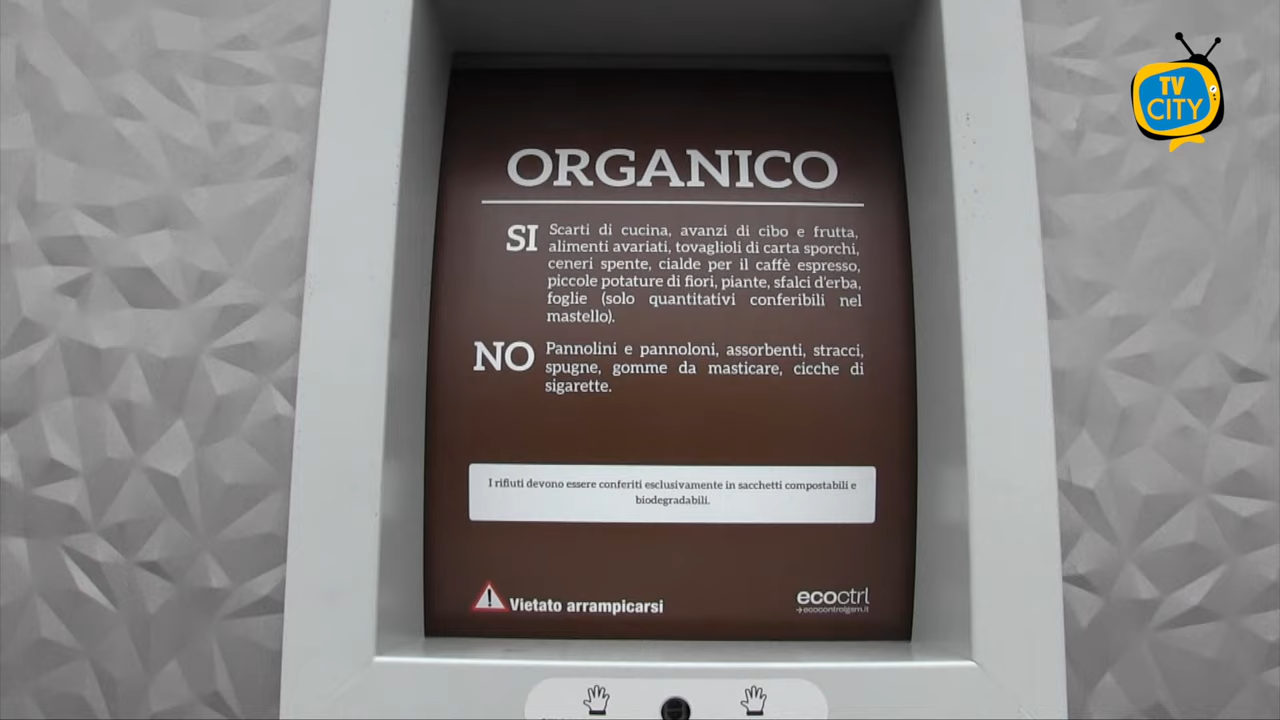 TV
CITY
ORGANICO
SI Scarti di cucina, avanzi di cibo e frutta,
alimenti avariati, tovaglioli di carta sporchi,
ceneri spente, cialde per il caffè espresso,
piccole potature di fiori, piante, sfalci d'erba,
foglie (solo quantitativi conferibili nel
mastello).
NO Pannolini e pannoloni, assorbenti, stracci,
spugne, gomme da masticare, cicche di
sigarette.
I rifiuti devono essere conferiti esclusivamente in sacchetti compostabili e
biodegradabili.
Vietato arrampicarsi
ecoctrl
ecocontrolgsm.it